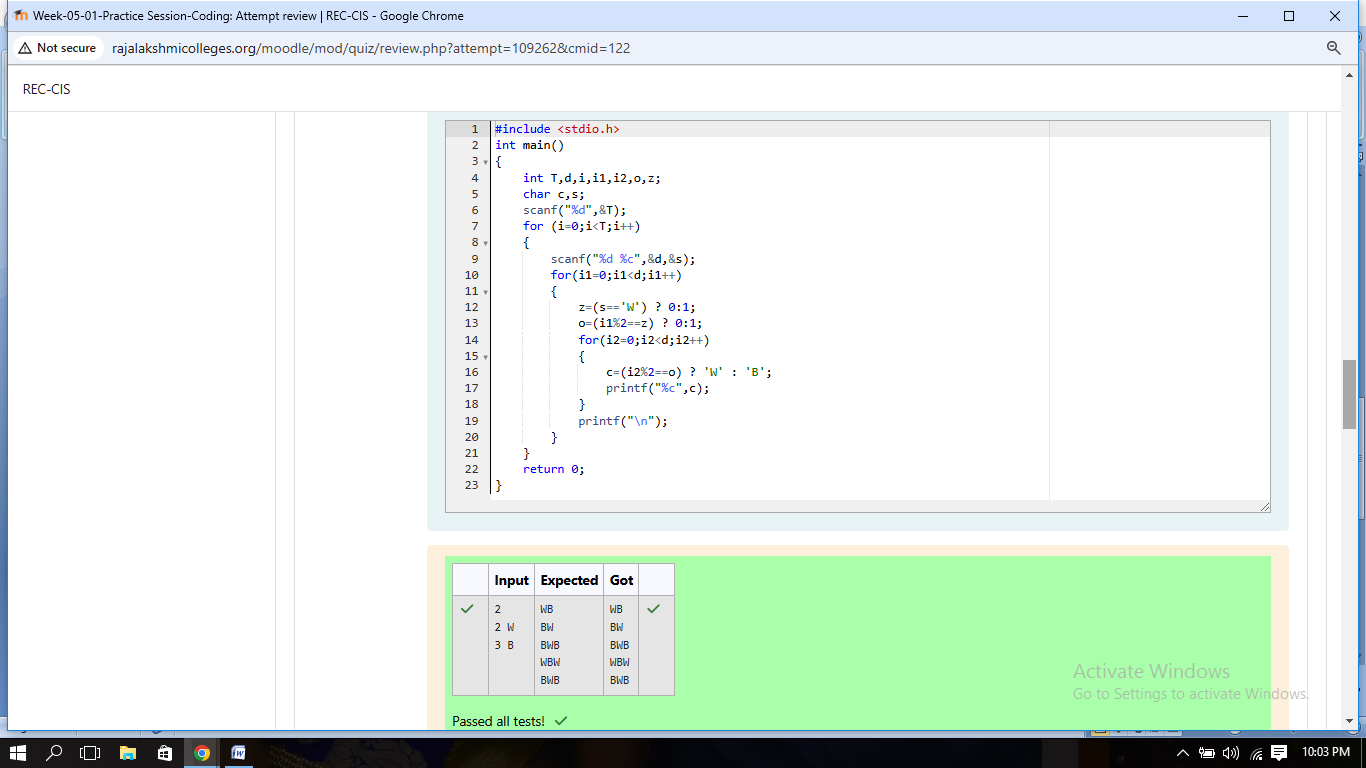 Week-05-01-Practice Session-Coding: Attempt review | REC-CIS - Google Chrome
Not secure rajalakshmicolleges.org/moodle/mod/quiz/review.php?attempt=109262&cmid=122
REC-CIS
1 #include <stdio.h>
2 int main()
3 {
4     int T,d,i,i1,i2,o,z;
5     char c,s;
6     scanf("%d",&T);
7     for (i=0;i<T;i++)
8     {
9         scanf("%d %c",&d,&s);
10         for(i1=0;i1<d;i1++)
11         {
12             z=(s=='W') ? 0:1;
13             o=(i1%2==z) ? 0:1;
14             for(i2=0;i2<d;i2++)
15             {
16                 c=(i2%2==o) ? 'W' : 'B';
17                 printf("%c",c);
18             }
19             printf("\n");
20         }
21     }
22     return 0;
23 }
Input Expected Got
2 WB WB
2 W BW BW
3 B BWB BWB
WBW WBW
BWB BWB
Passed all tests!
Activate Windows
Go to Settings to activate Windows.
10:03 PM